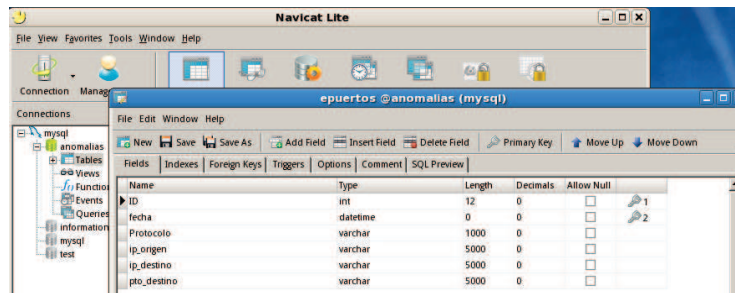 Navicat Lite
File View Favorites Tools Window Help
Connection Manag
epuertos @anomalias (mysql)
Connections
File Edit Window Help
New Save Save As Add Field Insert Field Delete Field Primary Key Move Up Move Down
Fields Indexes Foreign Keys Triggers Options Comment SQL Preview
mysql
anomalias
Tables
Views
Functio
Events
Queries
information
mysql
test
Name Type Length Decimals Allow Null
ID int 12 0 1
fecha datetime 0 0 2
Protocolo varchar 1000 0
ip_origen varchar 5000 0
ip_destino varchar 5000 0
pto_destino varchar 5000 0